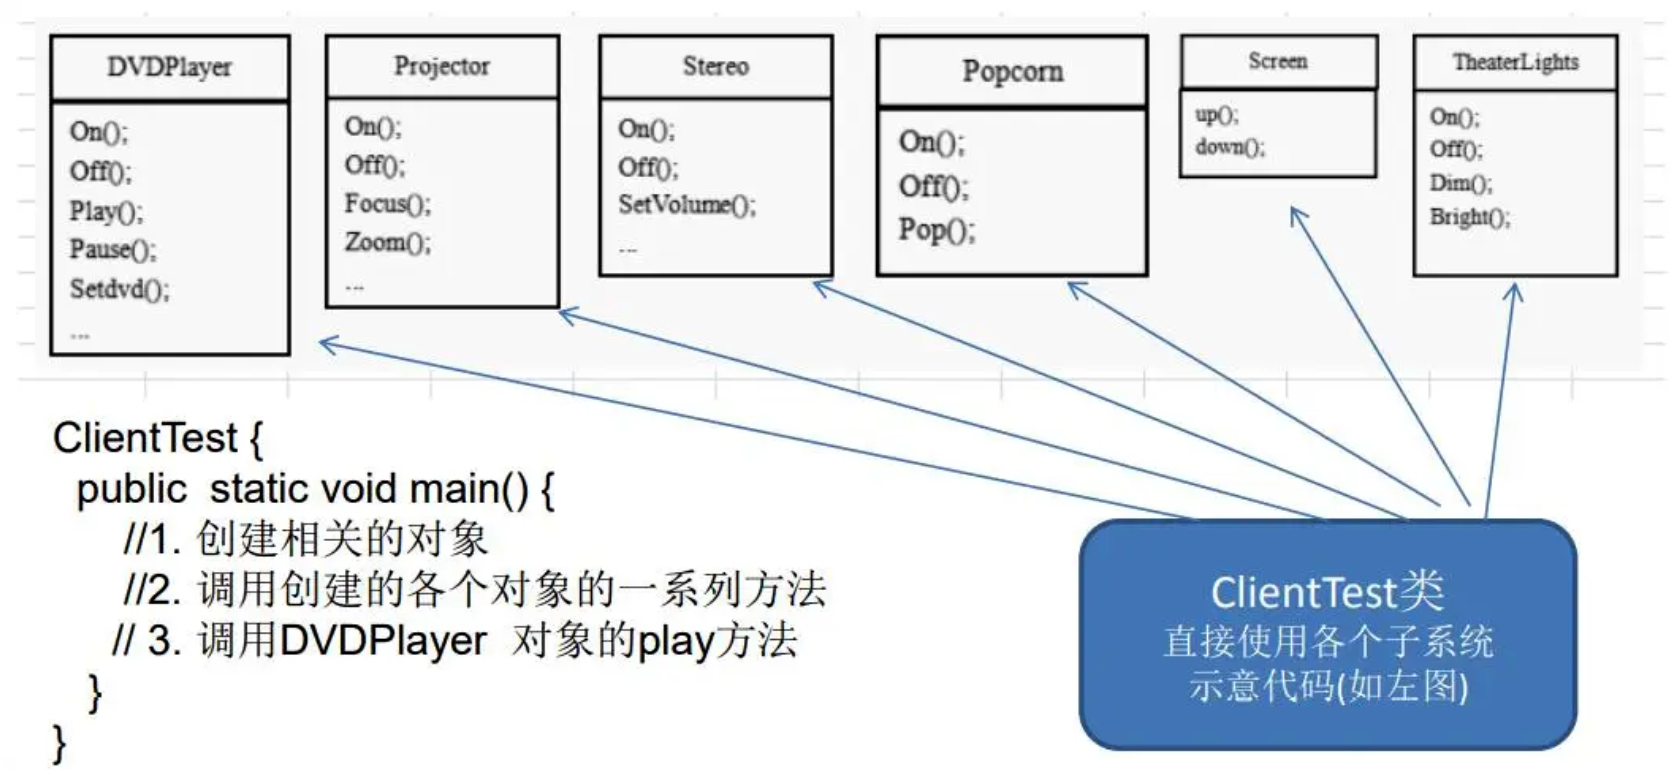 DVDPlayer
On();
Off();
Play();
Pause();
Setdvd();
...
Projector
On();
Off();
Focus();
Zoom();
...
Stereo
On();
Off();
SetVolume();
...
Popcorn
On();
Off();
Pop();
Screen
up();
down();
TheaterLights
On();
Off();
Dim();
Bright();
ClientTest {
public static void main() {
//1. 创建相关的对象
//2. 调用创建的各个对象的一系列方法
// 3. 调用DVDPlayer 对象的play方法
}
}
ClientTest类
直接使用各个子系统
示意代码(如左图)